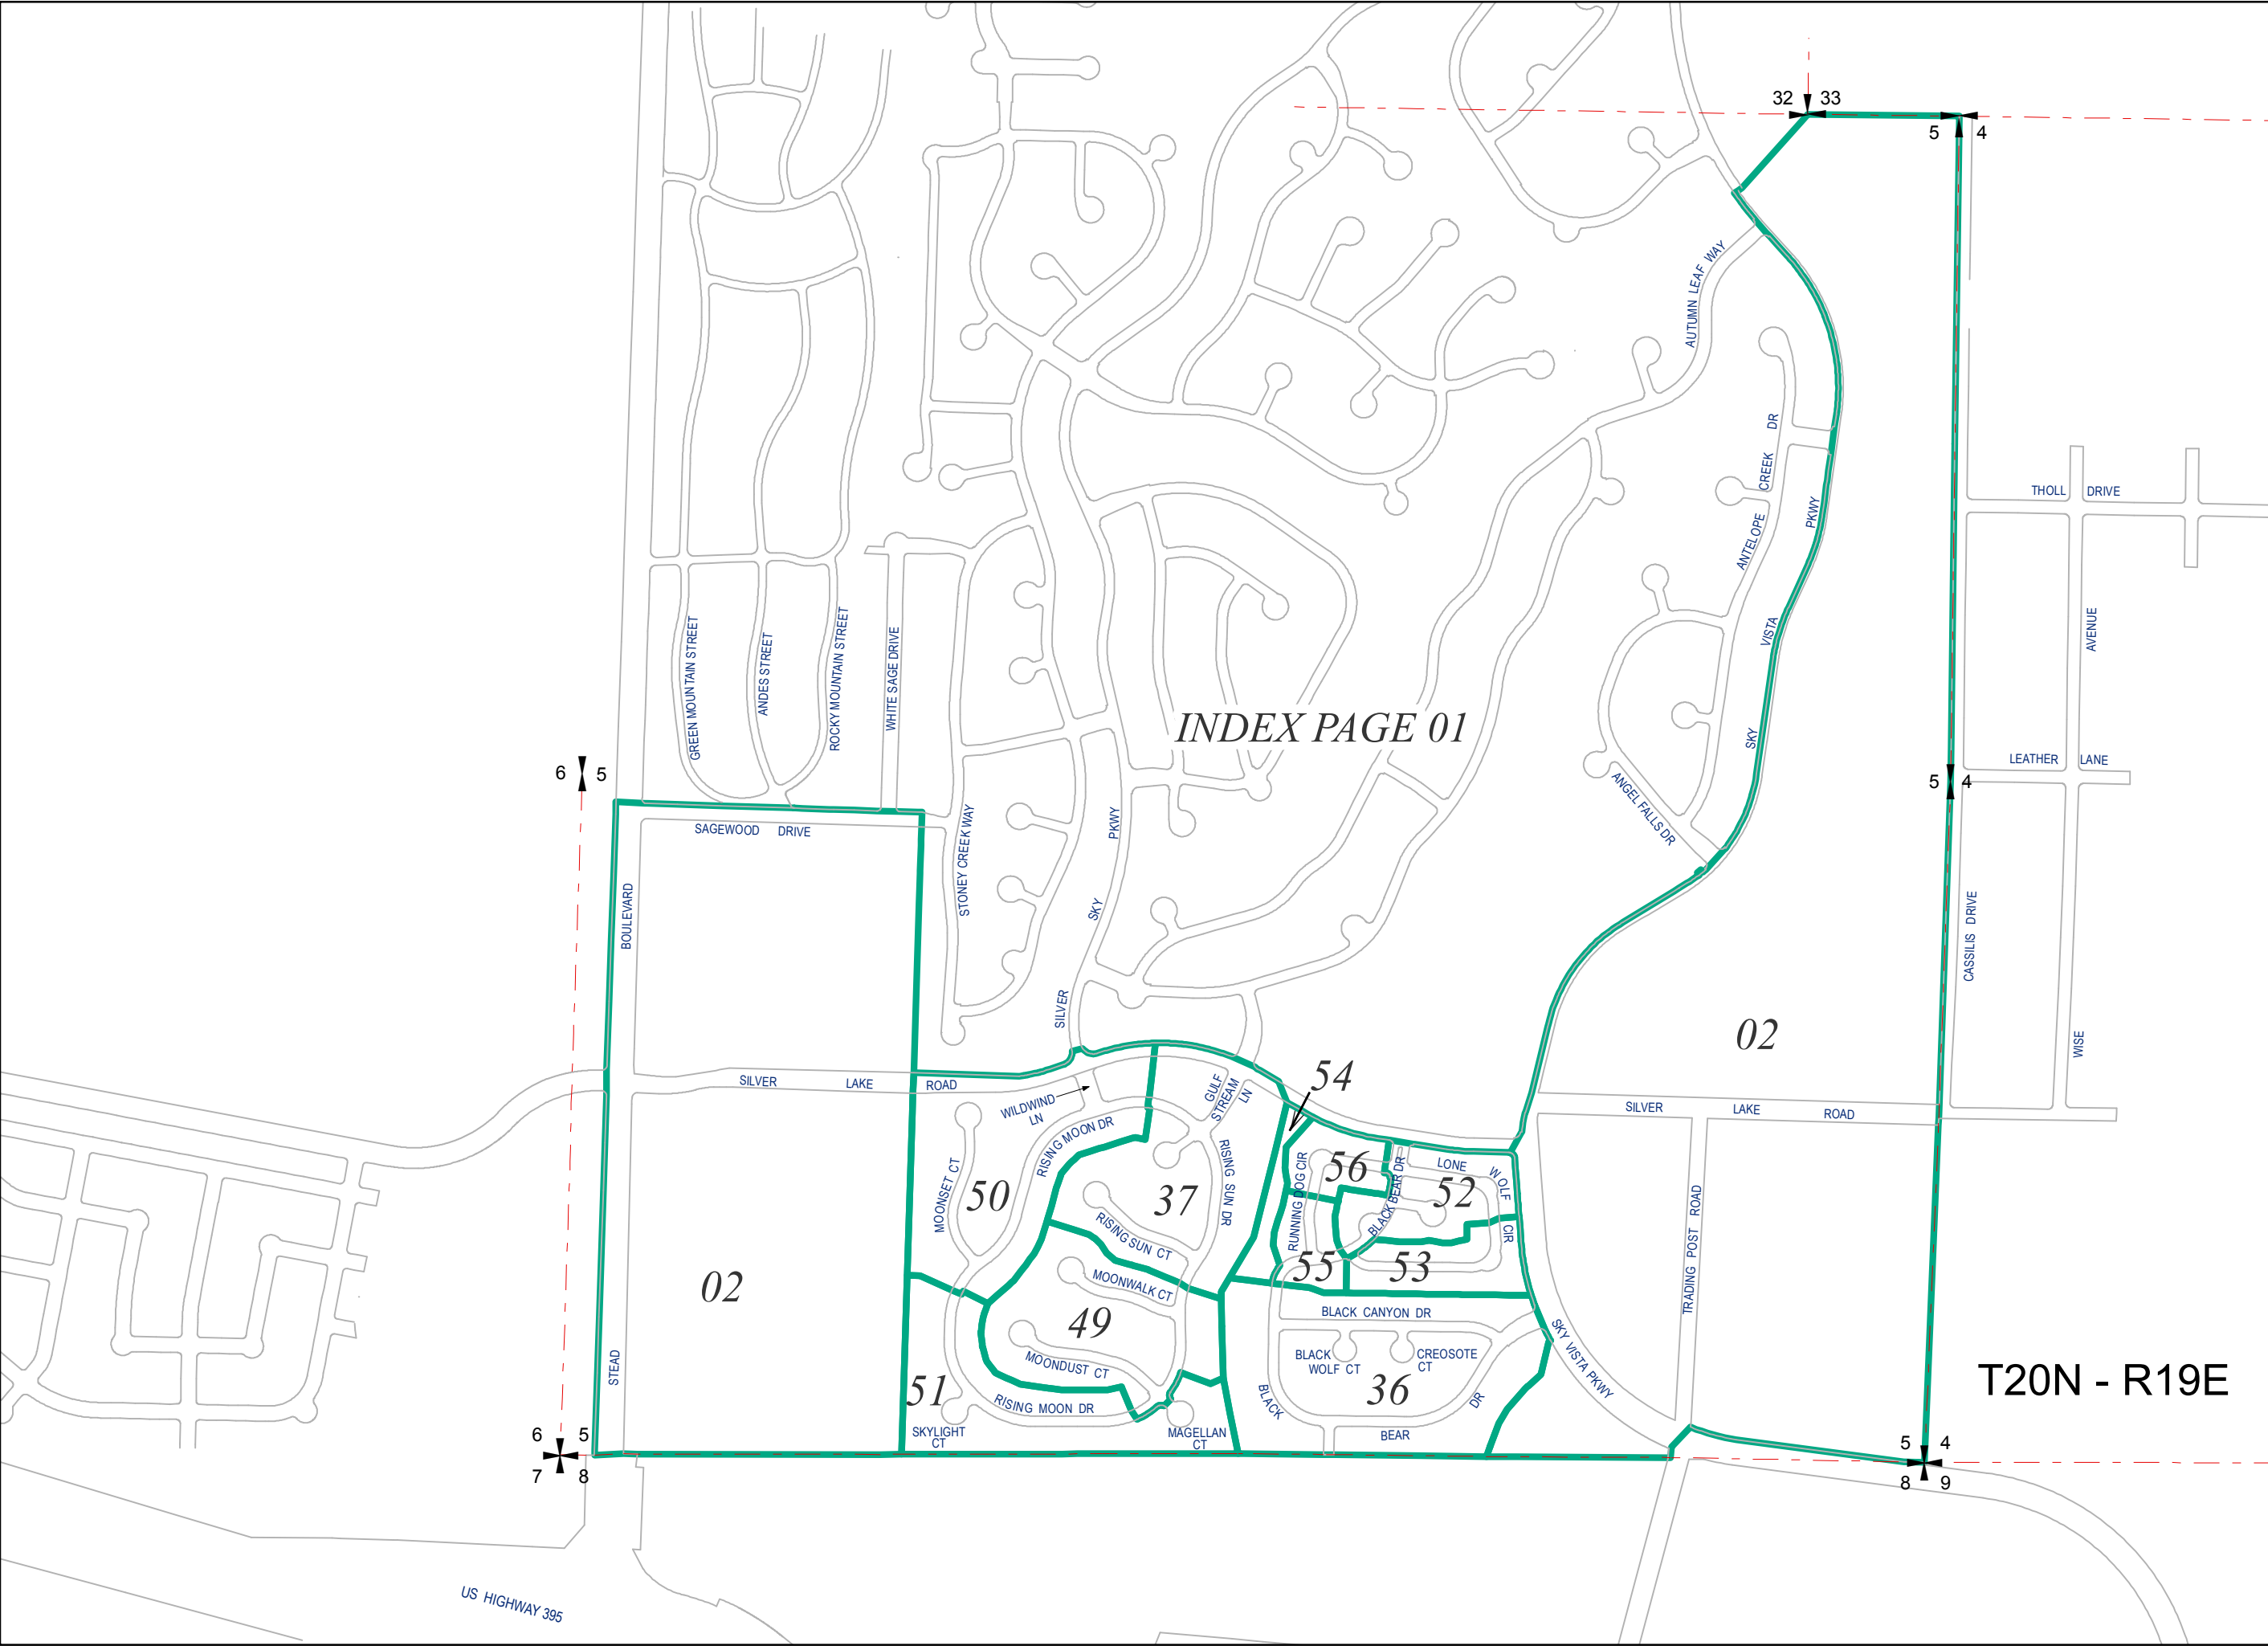 32 33
5 4
AUTUMN LEAF WAY
ANTELOPE CREEK DR
THOLL DRIVE
SKY VISTA PKWY
GREEN MOUNTAIN STREET
ANDES STREET
ROCKY MOUNTAIN STREET
WHITE SAGE DRIVE
AVENUE
INDEX PAGE 01
LEATHER LANE
6 5
5 4
ANGEL FALLS DR
SAGEWOOD DRIVE
STONEY CREEK WAY
SKY PKWY
BOULEVARD
CASSILIS DRIVE
SILVER
02
WISE
SILVER LAKE ROAD
54
GULF STREAM LN
WILDWIND LN
SILVER LAKE ROAD
RISING MOON DR
MOONSET CT
50
37
RISING SUN DR
RUNNING DOG CIR
56
BLACK BEAR DR
LONE WOLF CIR
52
RISING SUN CT
TRADING POST ROAD
02
MOONWALK CT
55
53
49
BLACK CANYON DR
SKY VISTA PKWY
STEAD
MOONDUST CT
BLACK WOLF CT
CREOSOTE CT
36
51
T20N - R19E
RISING MOON DR
BLACK BEAR DR
SKYLIGHT CT
MAGELLAN CT
6 5
7 8
5 4
8 9
US HIGHWAY 395